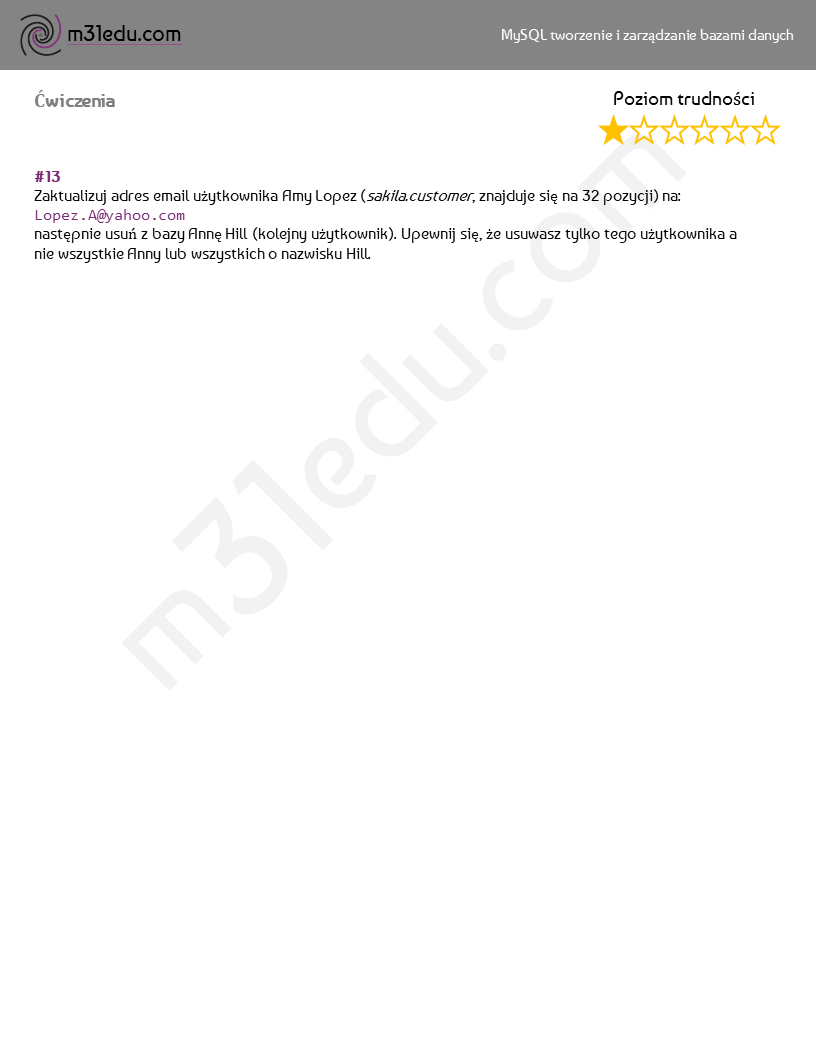 m31edu.com
MySQL tworzenie i zarządzanie bazami danych
Ćwiczenia
Poziom trudności
#13
Zaktualizuj adres email użytkownika Amy Lopez (sakila.customer, znajduje się na 32 pozycji) na:
Lopez.A@yahoo.com
następnie usuń z bazy Annę Hill (kolejny użytkownik). Upewnij się, że usuwasz tylko tego użytkownika a
nie wszystkie Anny lub wszystkich o nazwisku Hill.
m31edu.com